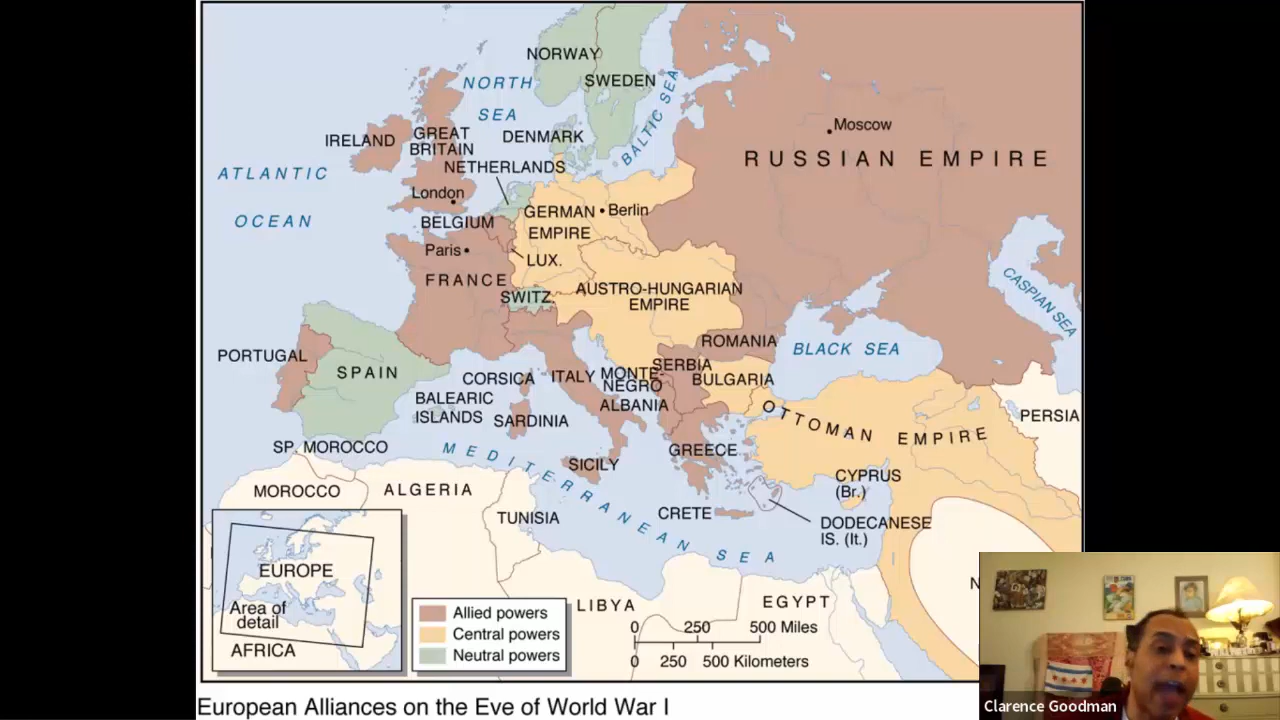 NORWAY
SWEDEN
NORTH
SEA
BALTIC SEA
Moscow
RUSSIAN EMPIRE
IRELAND
GREAT
BRITAIN
DENMARK
NETHERLANDS
ATLANTIC
OCEAN
London
BELGIUM
GERMAN
EMPIRE
Berlin
Paris
LUX.
FRANCE
SWITZ.
AUSTRO-HUNGARIAN
EMPIRE
CASPIAN SEA
ROMANIA
BLACK SEA
PORTUGAL
SPAIN
CORSICA
ITALY
MONTE-
NEGRO
SERBIA
BULGARIA
BALEARIC
ISLANDS
SARDINIA
ALBANIA
OTTOMAN EMPIRE
PERSIA
SP. MOROCCO
MEDITERRANEAN SEA
SICILY
GREECE
CYPRUS
(Br.)
MOROCCO
ALGERIA
TUNISIA
CRETE
DODECANESE
IS. (It.)
LIBYA
EGYPT
N
EUROPE
Area of
detail
AFRICA
Allied powers
Central powers
Neutral powers
0 250 500 Miles
0 250 500 Kilometers
European Alliances on the Eve of World War I
Clarence Goodman